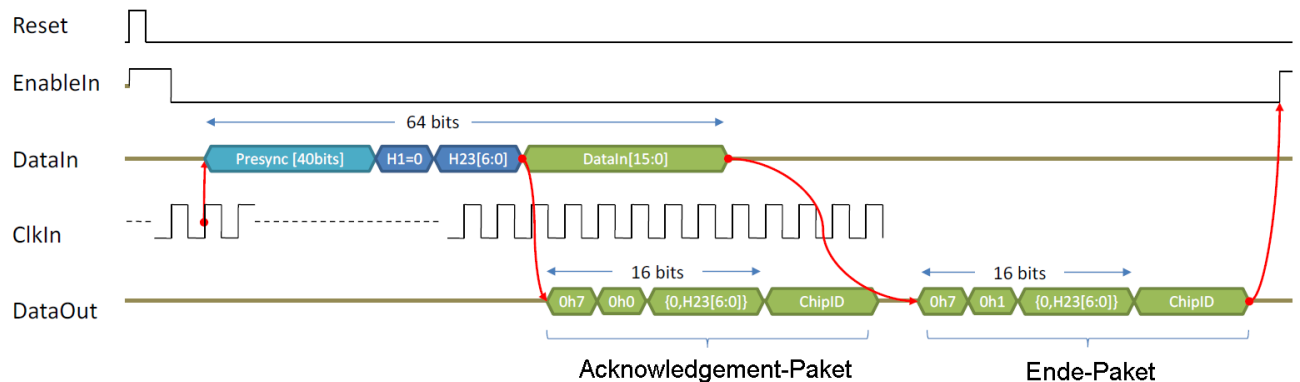 Reset
EnableIn
64 bits
DataIn
Presync [40bits]
H1=0
H23[6:0]
DataIn[15:0]
ClkIn
16 bits
16 bits
DataOut
0h7
0h0
{0,H23[6:0]}
ChipID
0h7
0h1
{0,H23[6:0]}
ChipID
Acknowledgement-Paket
Ende-Paket